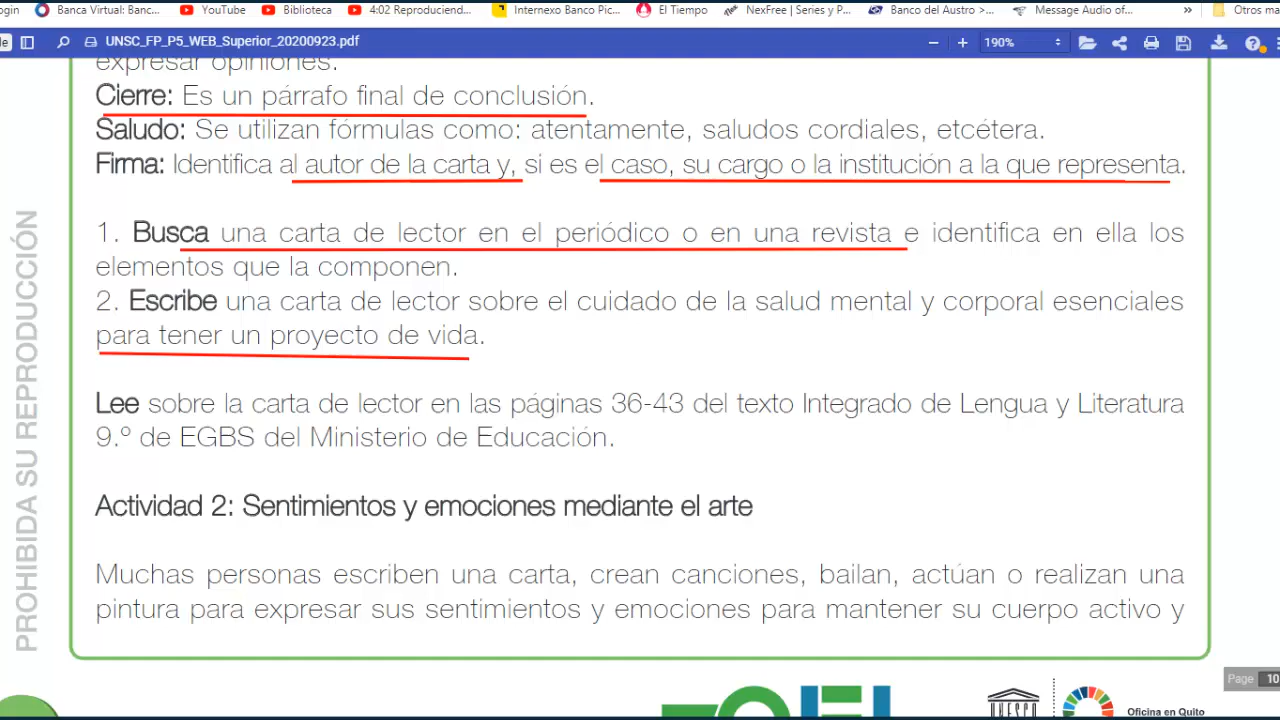 ogin Banca Virtual:... YouTube Biblioteca 4:02 Reproduciend... Internexo Banco Pic... El Tiempo NexFree | Series y P... Banco del Austro >... Message Audio of... » Otros ma
de UNSC_FP_P5_WEB_Superior_20200923.pdf 190%
expresar opiniones.
Cierre: Es un párrafo final de conclusión.
Saludo: Se utilizan fórmulas como: atentamente, saludos cordiales, etcétera.
Firma: Identifica al autor de la carta y, si es el caso, su cargo o la institución a la que representa.
1. Busca una carta de lector en el periódico o en una revista e identifica en ella los
elementos que la componen.
2. Escribe una carta de lector sobre el cuidado de la salud mental y corporal esenciales
para tener un proyecto de vida.
Lee sobre la carta de lector en las páginas 36-43 del texto Integrado de Lengua y Literatura
9.º de EGBS del Ministerio de Educación.
Actividad 2: Sentimientos y emociones mediante el arte
Muchas personas escriben una carta, crean canciones, bailan, actúan o realizan una
pintura para expresar sus sentimientos y emociones para mantener su cuerpo activo y
PROHIBIDA SU REPRODUCCIÓN
Page 10
UNESCO
Oficina en Quito